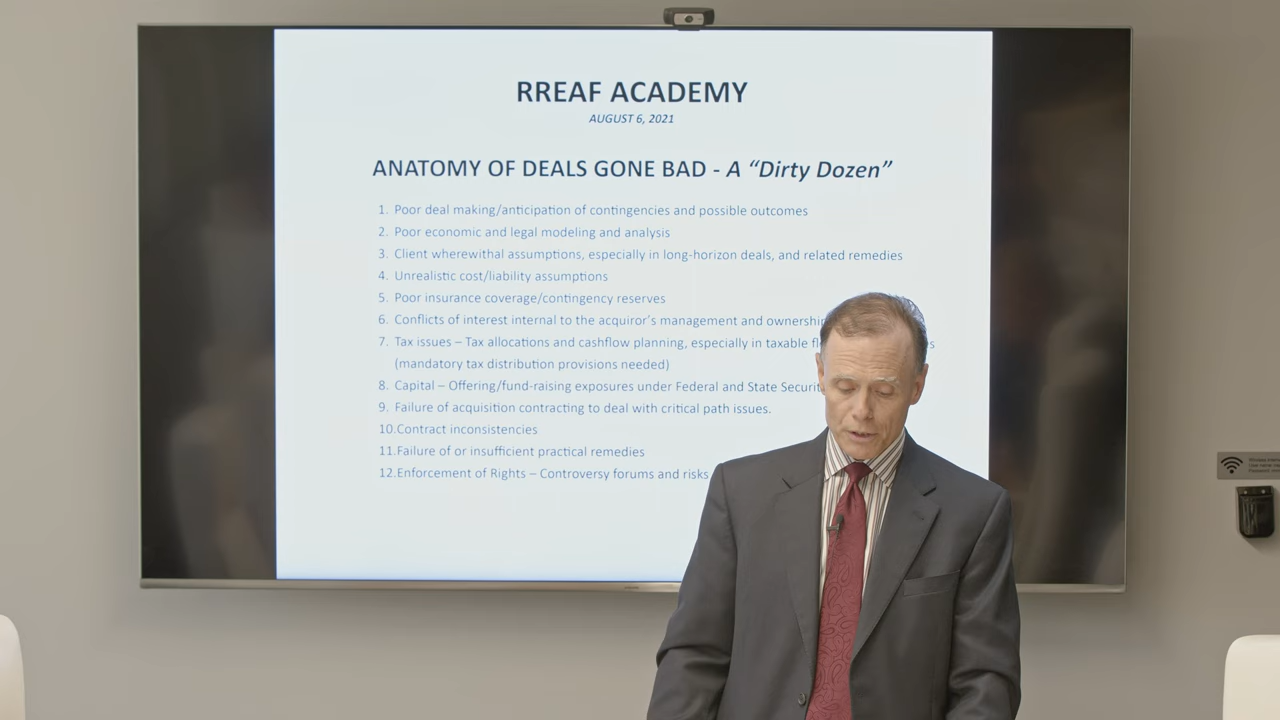 RREAF ACADEMY
AUGUST 6, 2021
ANATOMY OF DEALS GONE BAD - A “Dirty Dozen”
1. Poor deal making/anticipation of contingencies and possible outcomes
2. Poor economic and legal modeling and analysis
3. Client wherewithal assumptions, especially in long-horizon deals, and related remedies
4. Unrealistic cost/liability assumptions
5. Poor insurance coverage/contingency reserves
6. Conflicts of interest internal to the acquiror’s management and
7. Tax issues – Tax allocations and cashflow planning, especially in taxable
(mandatory tax distribution provisions needed)
8. Capital – Offering/fund-raising exposures under Federal and State
9. Failure of acquisition contracting to deal with critical path issues.
10.Contract inconsistencies
11.Failure of or insufficient practical remedies
12.Enforcement of Rights – Controversy forums and risks